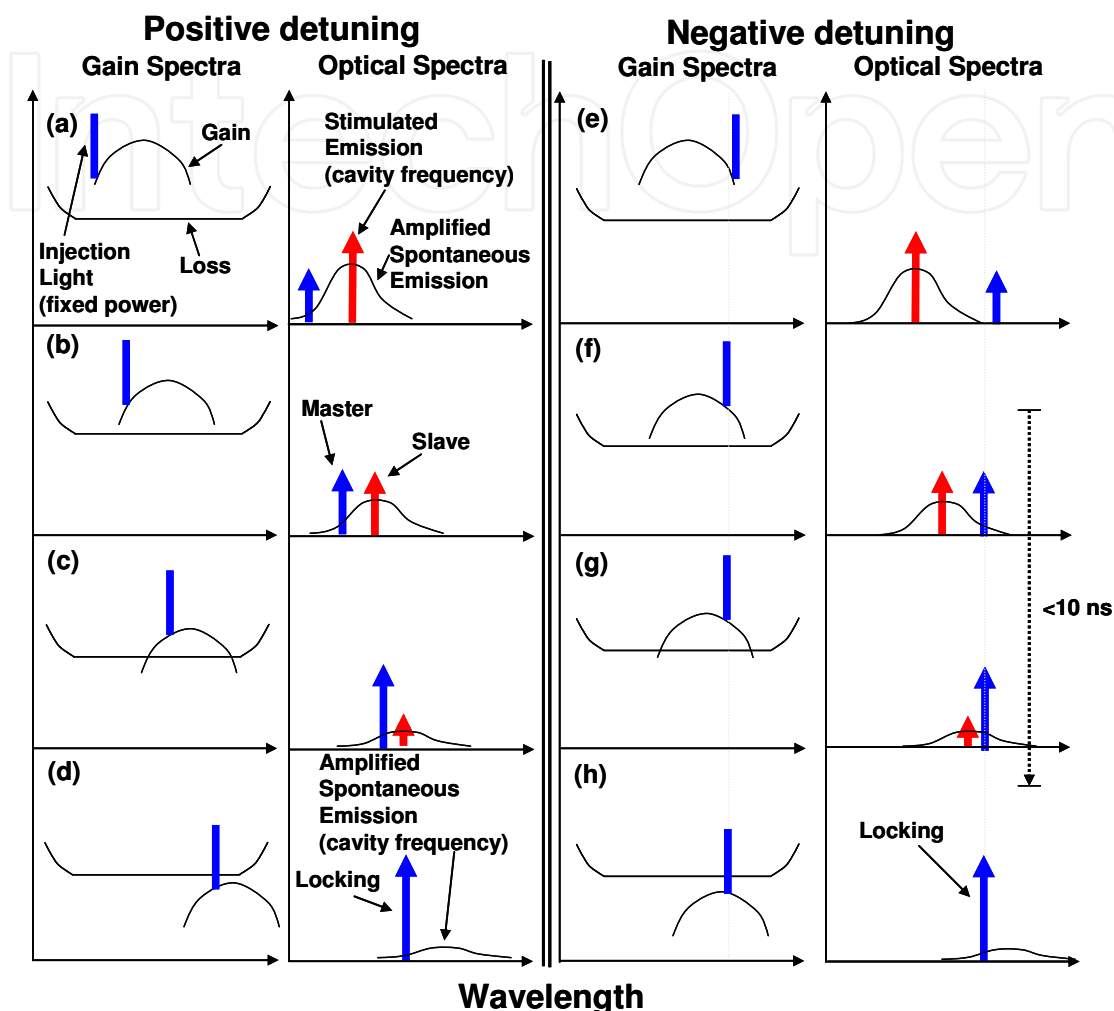 IntechOpen
Positive detuning
Negative detuning
Gain Spectra
Optical Spectra
Gain Spectra
Optical Spectra
(a)
Gain
Injection
Light
(fixed power)
Loss
Stimulated
Emission
(cavity frequency)
Amplified
Spontaneous
Emission
(e)
(b)
Master
Slave
(f)
(c)
(g)
<10 ns
(d)
Amplified
Spontaneous
Emission
(cavity frequency)
Locking
(h)
Locking
Wavelength